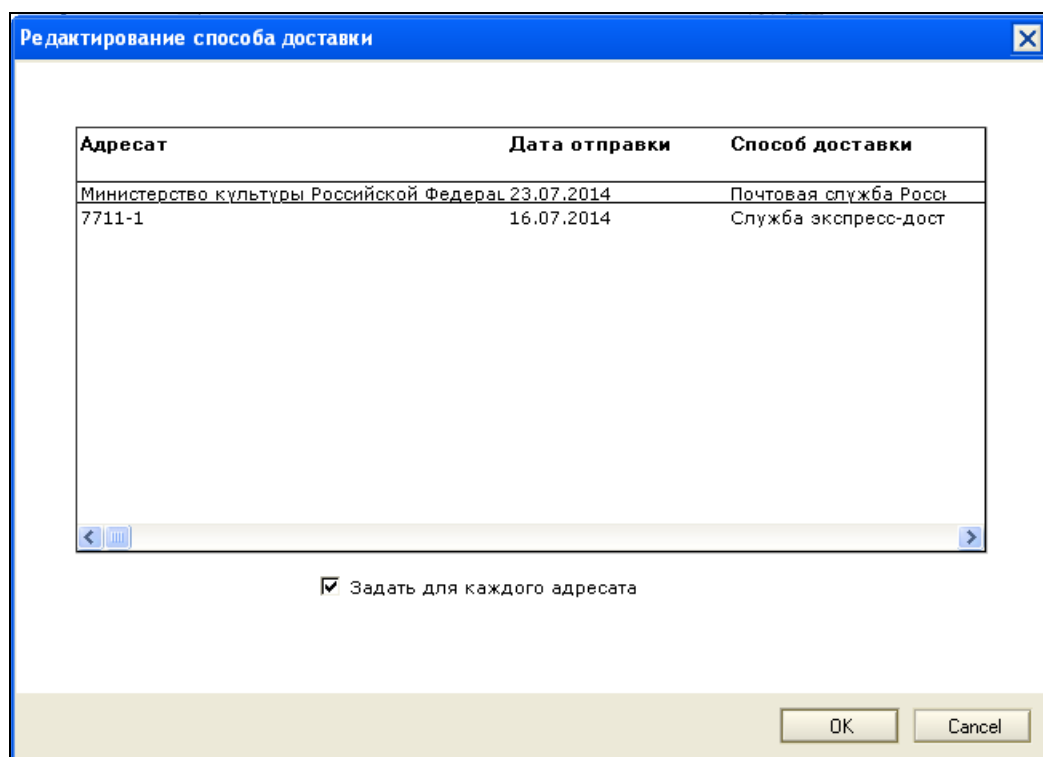 Редактирование способа доставки
Адресат Дата отправки Способ доставки
Министерство культуры Российской Федерац 23.07.2014 Почтовая служба Росси
7711-1 16.07.2014 Служба экспресс-дост
Задать для каждого адресата
OK Cancel